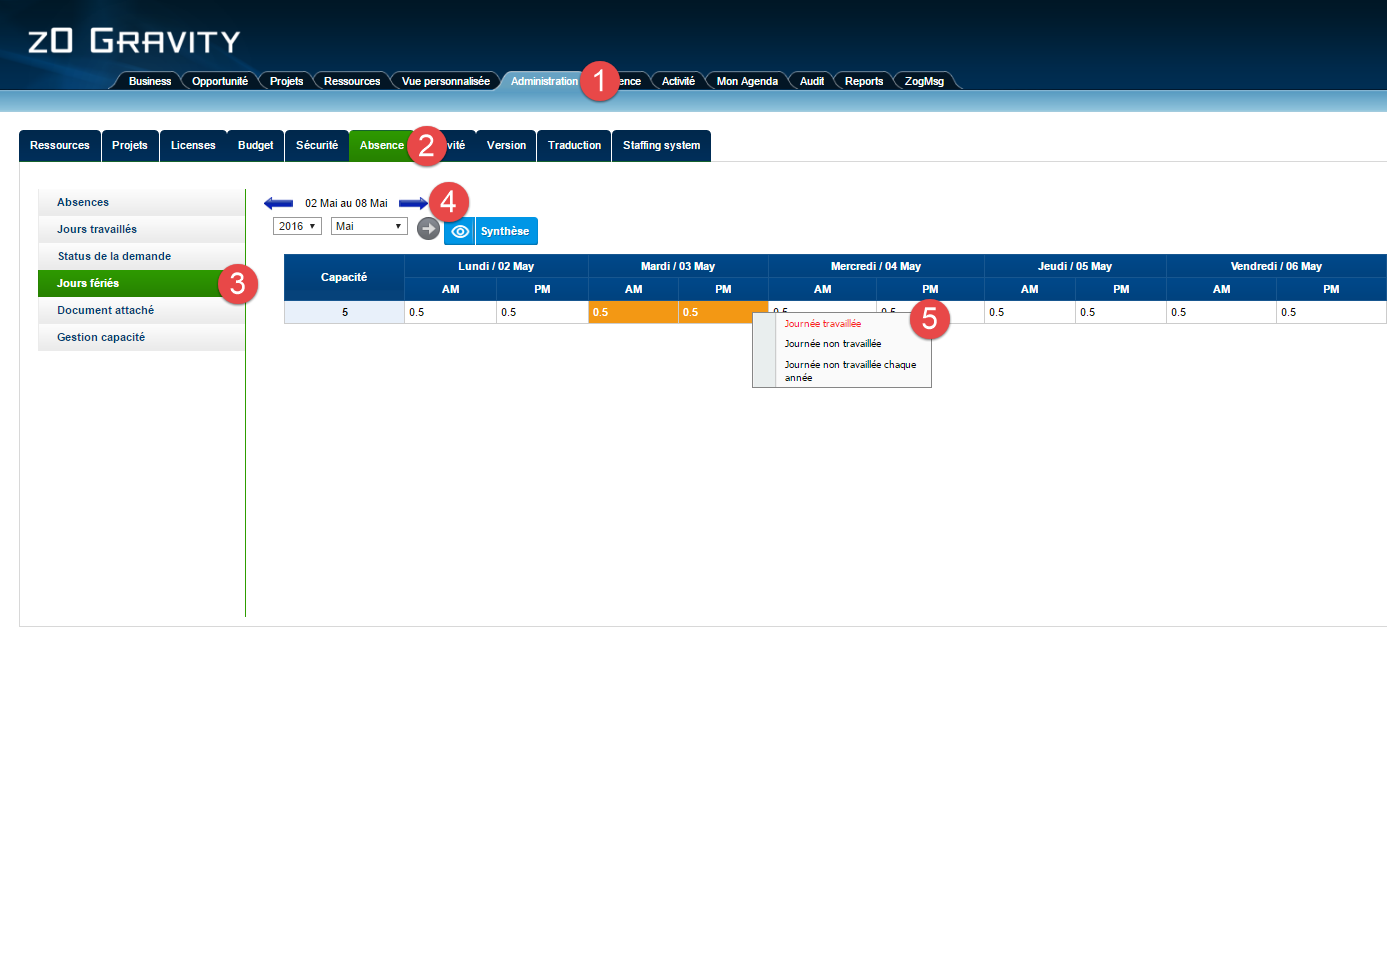 z0 Gravity
Business Opportunité Projets Ressources Vue personnalisée Administration 1 ence Activité Mon Agenda Audit Reports ZogMsg
Ressources Projets Licenses Budget Sécurité Absence 2 vité Version Traduction Staffing system
Absences
Jours travaillés
Status de la demande
Jours fériés 3
Document attaché
Gestion capacité
02 Mai au 08 Mai 4
2016 Mai Synthèse
Capacité Lundi / 02 May Mardi / 03 May Mercredi / 04 May Jeudi / 05 May Vendredi / 06 May
AM PM AM PM AM PM AM PM AM PM
5 0.5 0.5 0.5 0.5 0.5 0.5 0.5 0.5 0.5 0.5
5
Journée travaillée
Journée non travaillée
Journée non travaillée chaque
année